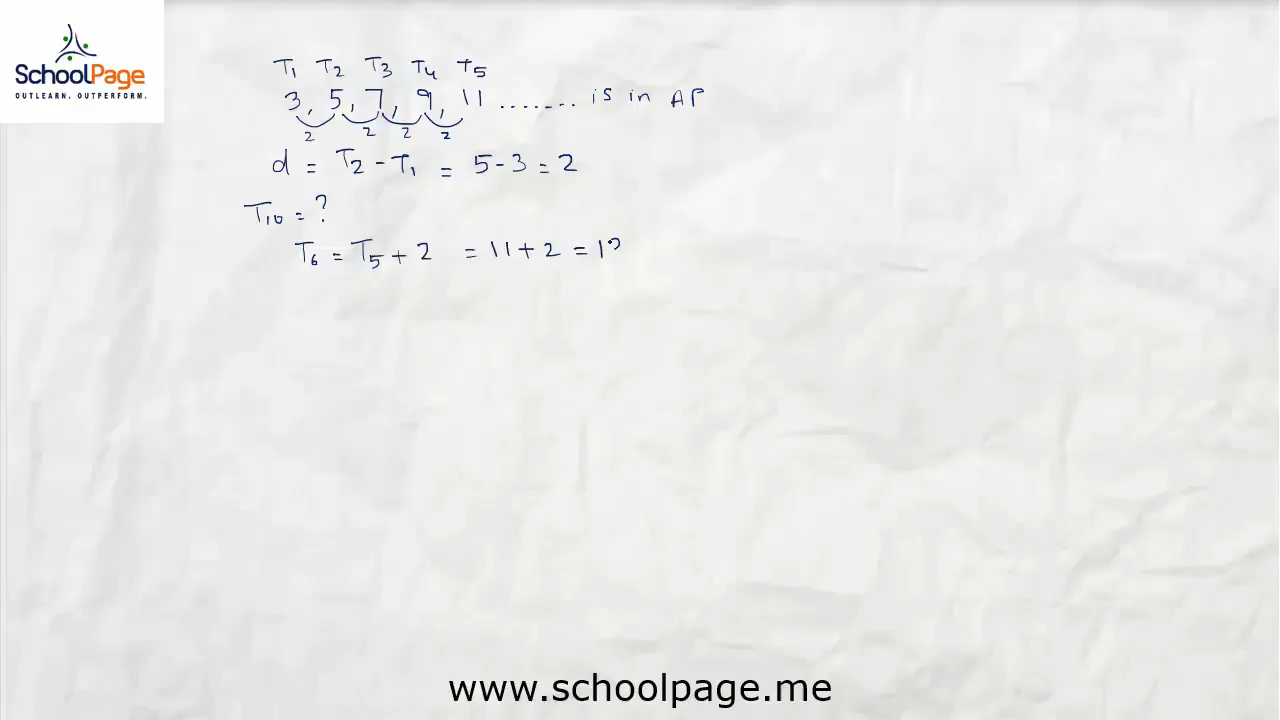 SchoolPage
OUTLEARN. OUTPERFORM.
T1 T2 T3 T4 T5
3, 5, 7, 9, 11 ....... is in AP
2 2 2 2
d = T2 - T1 = 5 - 3 = 2
T10 = ?
T6 = T5 + 2 = 11 + 2 =
www.schoolpage.me